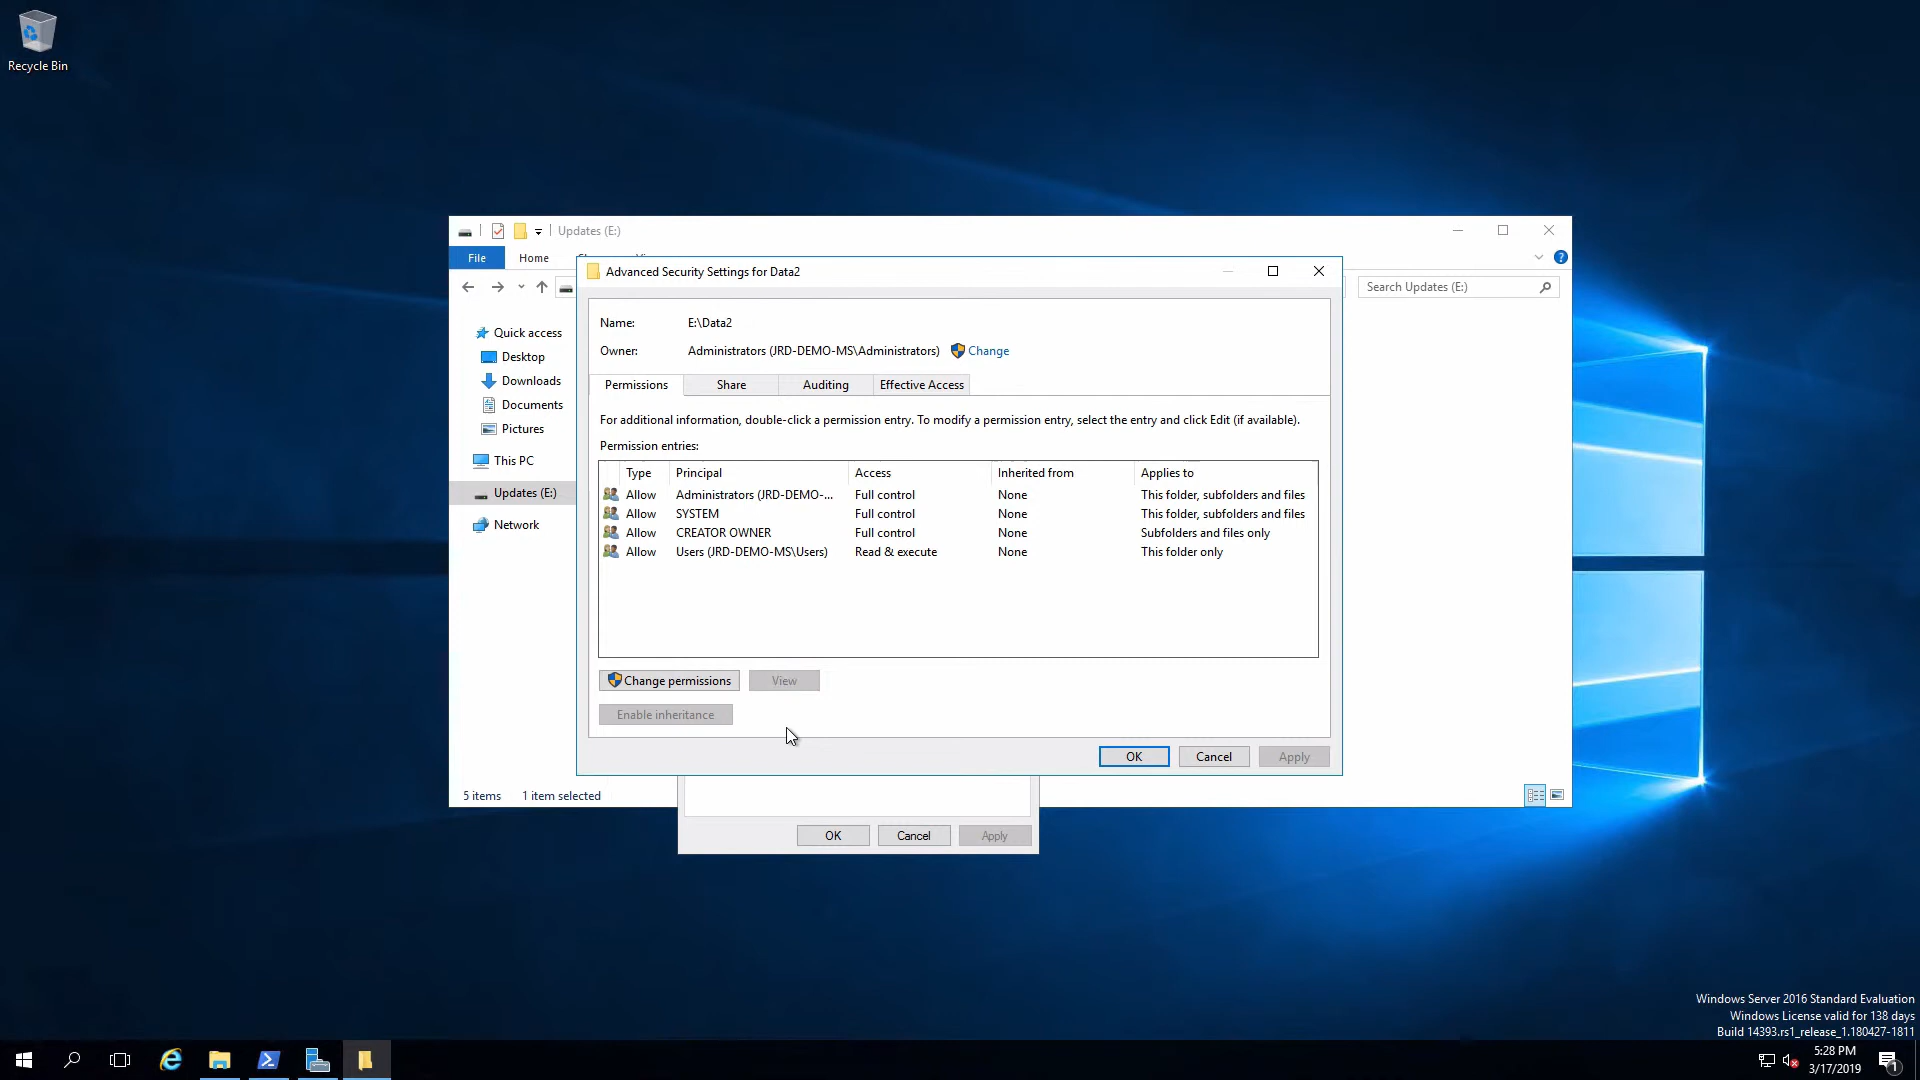 Recycle Bin
Updates (E:)
File
Home
Advanced Security Settings for Data2
Search Updates (E:)
Quick access
Desktop
Downloads
Documents
Pictures
This PC
Updates (E:)
Network
Name: E:\Data2
Owner: Administrators (JRD-DEMO-MS\Administrators) Change
Permissions Share Auditing Effective Access
For additional information, double-click a permission entry. To modify a permission entry, select the entry and click Edit (if available).
Permission entries:
Type Principal Access Inherited from Applies to
Allow Administrators (JRD-DEMO-... Full control None This folder, subfolders and files
Allow SYSTEM Full control None This folder, subfolders and files
Allow CREATOR OWNER Full control None Subfolders and files only
Allow Users (JRD-DEMO-MS\Users) Read & execute None This folder only
Change permissions View
Enable inheritance
OK Cancel Apply
5 items 1 item selected
OK Cancel Apply
Windows Server 2016 Standard Evaluation
Windows License valid for 138 days
Build 14393.rs1_release_1.180427-1811
5:28 PM
3/17/2019
1